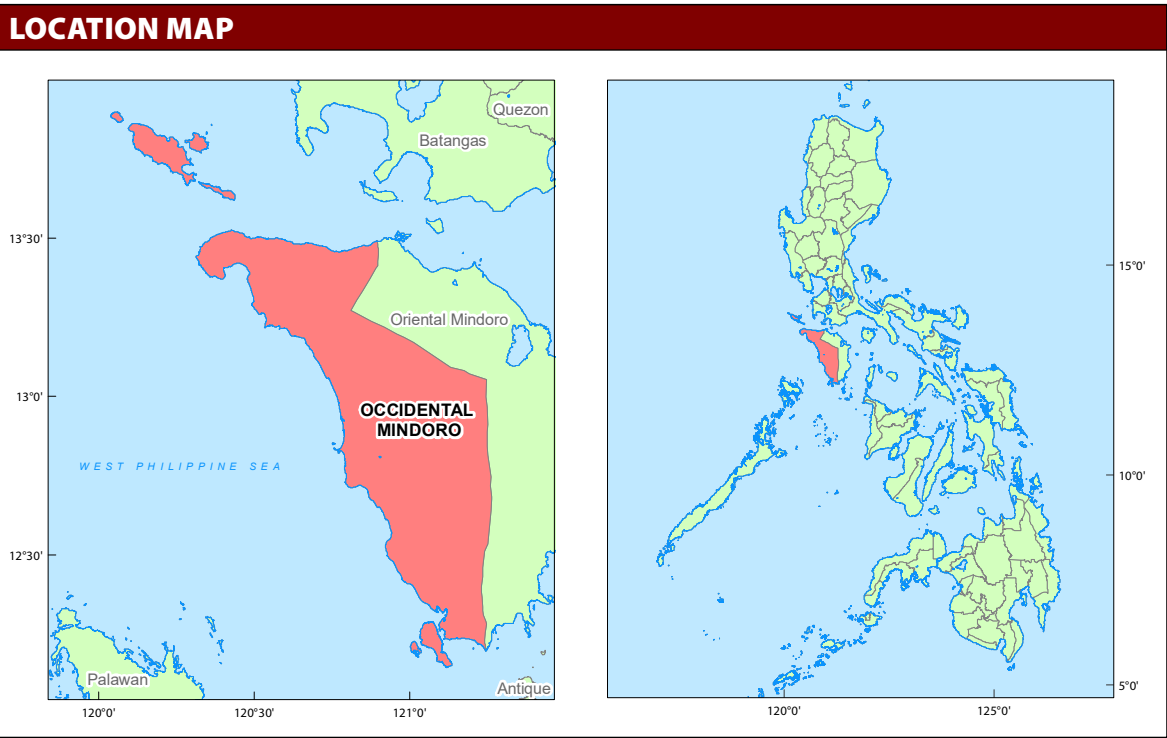 LOCATION MAP
Quezon
Batangas
13°30'
Oriental Mindoro
13°0'
OCCIDENTAL
MINDORO
WEST PHILIPPINE SEA
12°30'
Palawan
Antique
120°0'
120°30'
121°0'
15°0'
10°0'
5°0'
120°0'
125°0'